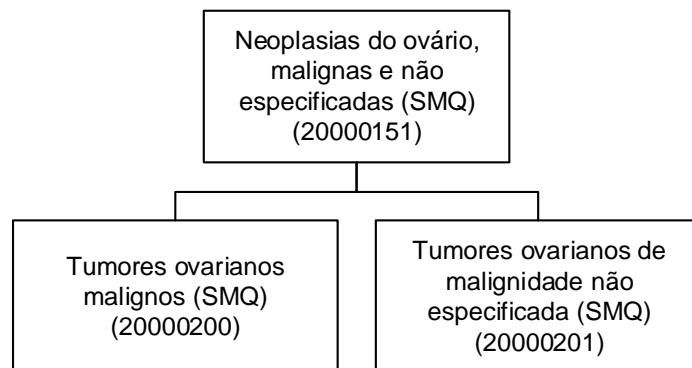 Neoplasias do ovário,
malignas e não
especificadas (SMQ)
(20000151)
Tumores ovarianos
malignos (SMQ)
(20000200)
Tumores ovarianos de
malignidade não
especificada (SMQ)
(20000201)